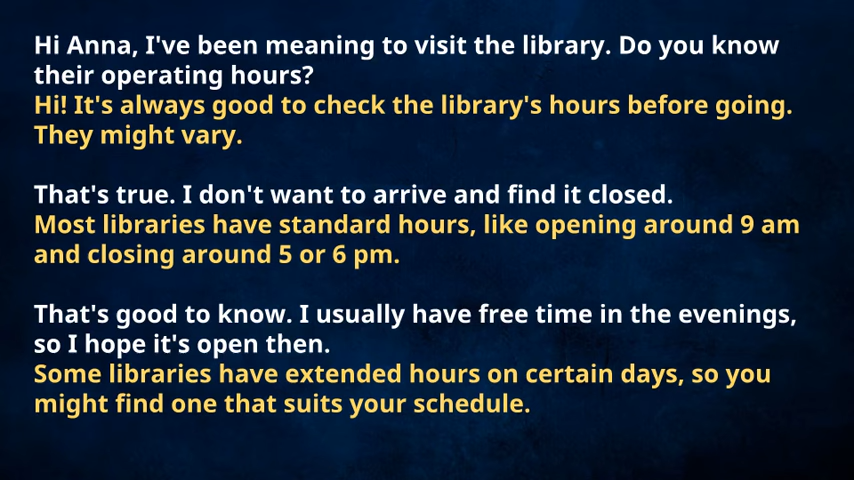 Hi Anna, I've been meaning to visit the library. Do you know
their operating hours?
Hi! It's always good to check the library's hours before going.
They might vary.
That's true. I don't want to arrive and find it closed.
Most libraries have standard hours, like opening around 9 am
and closing around 5 or 6 pm.
That's good to know. I usually have free time in the evenings,
so I hope it's open then.
Some libraries have extended hours on certain days, so you
might find one that suits your schedule.